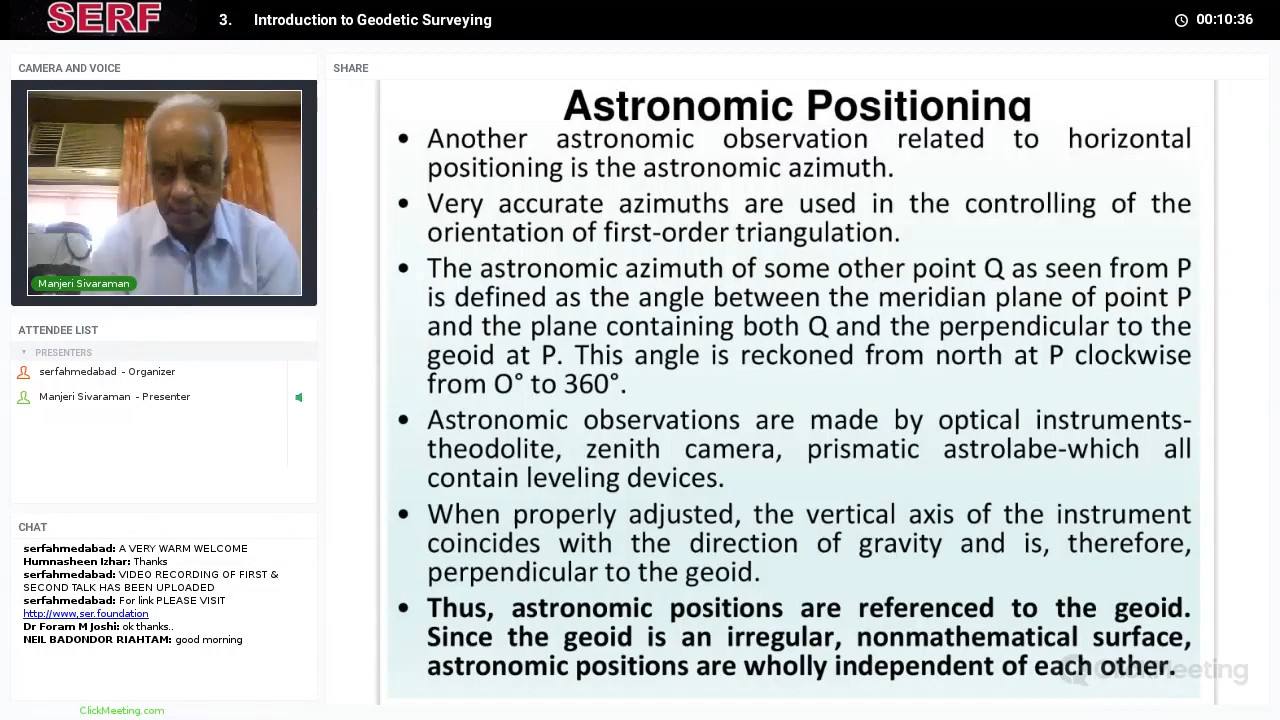 SERF
3. Introduction to Geodetic Surveying
00:10:36
CAMERA AND VOICE
Manjeri Sivaraman
ATTENDEE LIST
PRESENTERS
serfahmedabad - Organizer
Manjeri Sivaraman - Presenter
CHAT
serfahmedabad: A VERY WARM WELCOME
Humnasheen Izhar: Thanks
serfahmedabad: VIDEO RECORDING OF FIRST &
SECOND TALK HAS BEEN UPLOADED
serfahmedabad: For link PLEASE VISIT
http://www.ser.foundation
Dr Foram M Joshi: ok thanks..
NEIL BADONDOR RIAHTAM: good morning
ClickMeeting.com
SHARE
Astronomic Positioning
• Another astronomic observation related to horizontal
positioning is the astronomic azimuth.
• Very accurate azimuths are used in the controlling of the
orientation of first-order triangulation.
• The astronomic azimuth of some other point Q as seen from P
is defined as the angle between the meridian plane of point P
and the plane containing both Q and the perpendicular to the
geoid at P. This angle is reckoned from north at P clockwise
from O° to 360°.
• Astronomic observations are made by optical instruments-
theodolite, zenith camera, prismatic astrolabe-which all
contain leveling devices.
• When properly adjusted, the vertical axis of the instrument
coincides with the direction of gravity and is, therefore,
perpendicular to the geoid.
• Thus, astronomic positions are referenced to the geoid.
Since the geoid is an irregular, nonmathematical surface,
astronomic positions are wholly independent of each other.
ClickMeeting